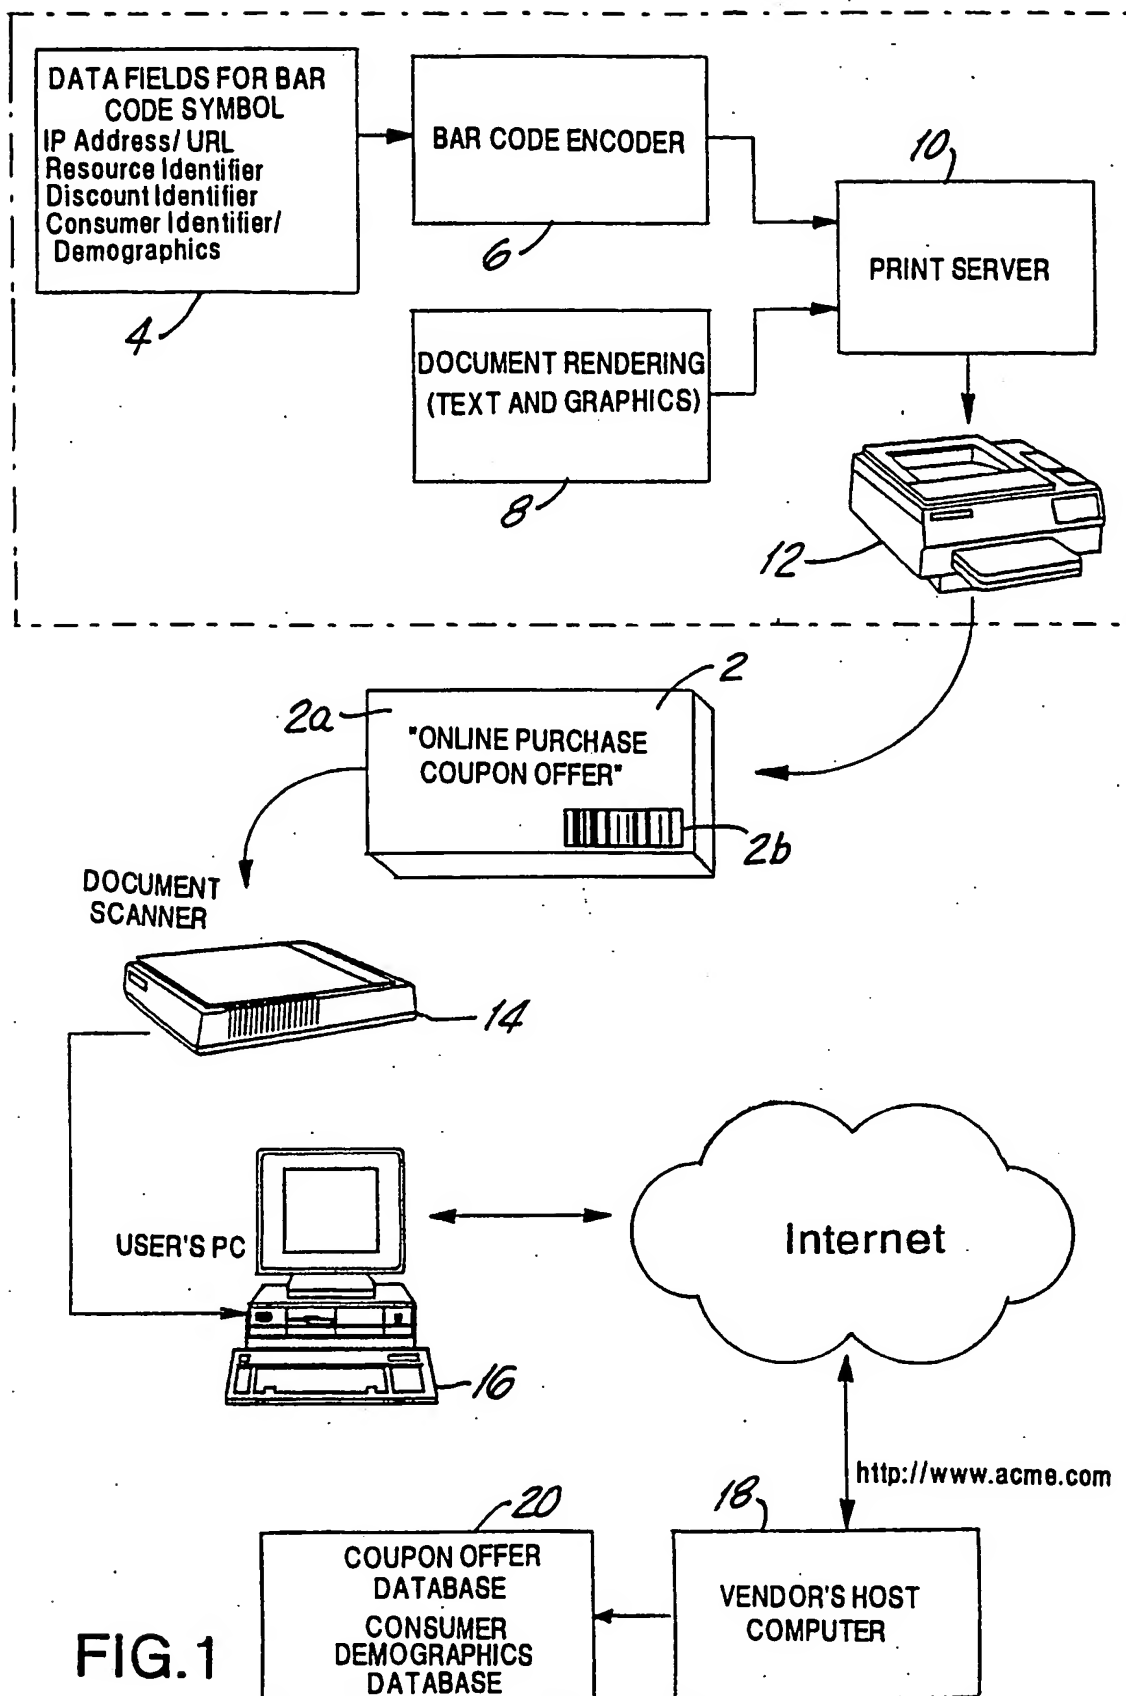 DATA FIELDS FOR BAR
CODE SYMBOL
IP Address/ URL
Resource Identifier
Discount Identifier
Consumer Identifier/
Demographics
4
BAR CODE ENCODER
6
DOCUMENT RENDERING
(TEXT AND GRAPHICS)
8
10
PRINT SERVER
12
2
2a
"ONLINE PURCHASE
COUPON OFFER"
2b
DOCUMENT
SCANNER
14
USER'S PC
16
Internet
http://www.acme.com
18
VENDOR'S HOST
COMPUTER
20
COUPON OFFER
DATABASE
CONSUMER
DEMOGRAPHICS
DATABASE
FIG.1